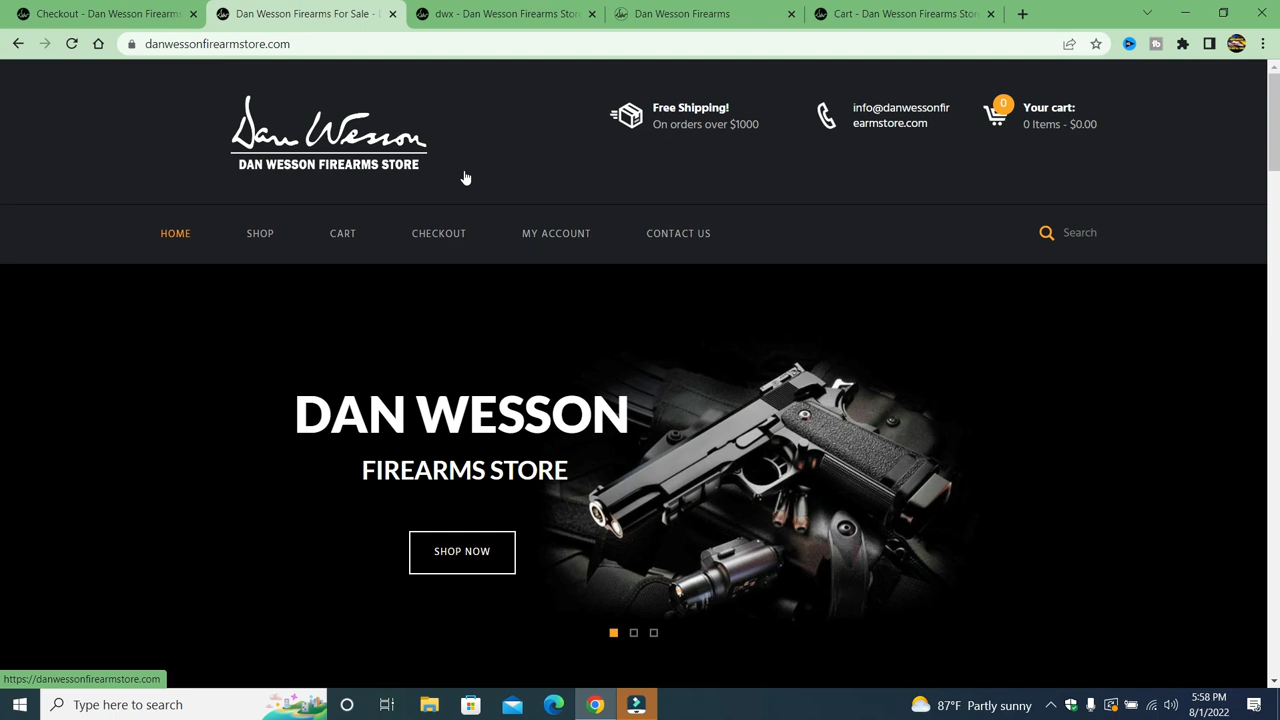 Checkout - Dan Wesson Firearms
Dan Wesson Firearms For Sale - D
dwx - Dan Wesson Firearms Store
Dan Wesson Firearms
Cart - Dan Wesson Firearms Store
danwessonfirearmstore.com
Dan Wesson
DAN WESSON FIREARMS STORE
Free Shipping!
On orders over $1000
info@danwessonfir
earmstore.com
0
Your cart:
0 Items - $0.00
HOME
SHOP
CART
CHECKOUT
MY ACCOUNT
CONTACT US
Search
DAN WESSON
FIREARMS STORE
SHOP NOW
https://danwessonfirearmstore.com
Type here to search
87°F Partly sunny
5:58 PM
8/1/2022